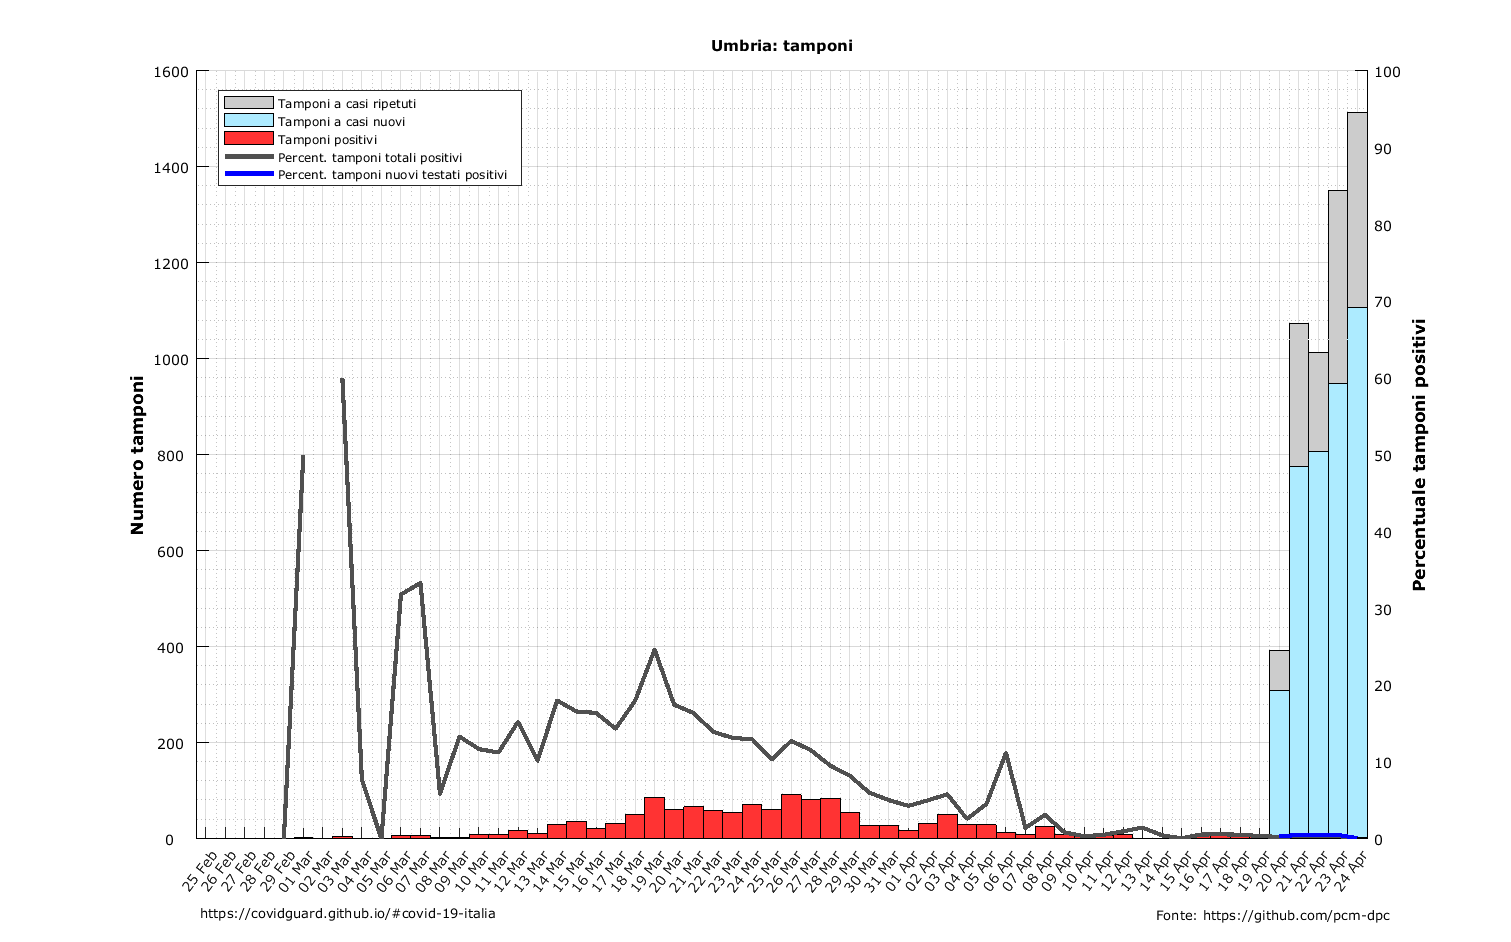 Umbria: tamponi
Tamponi a casi ripetuti
Tamponi a casi nuovi
Tamponi positivi
Percent. tamponi totali positivi
Percent. tamponi nuovi testati positivi
Numero tamponi
1600
1400
1200
1000
800
600
400
200
0
Percentuale tamponi positivi
100
90
80
70
60
50
40
30
20
10
0
25 Feb
26 Feb
27 Feb
28 Feb
29 Feb
01 Mar
02 Mar
03 Mar
04 Mar
05 Mar
06 Mar
07 Mar
08 Mar
09 Mar
10 Mar
11 Mar
12 Mar
13 Mar
14 Mar
15 Mar
16 Mar
17 Mar
18 Mar
19 Mar
20 Mar
21 Mar
22 Mar
23 Mar
24 Mar
25 Mar
26 Mar
27 Mar
28 Mar
29 Mar
30 Mar
31 Mar
01 Apr
02 Apr
03 Apr
04 Apr
05 Apr
06 Apr
07 Apr
08 Apr
09 Apr
10 Apr
11 Apr
12 Apr
13 Apr
14 Apr
15 Apr
16 Apr
17 Apr
18 Apr
19 Apr
20 Apr
21 Apr
22 Apr
23 Apr
24 Apr
https://covidguard.github.io/#covid-19-italia
Fonte: https://github.com/pcm-dpc